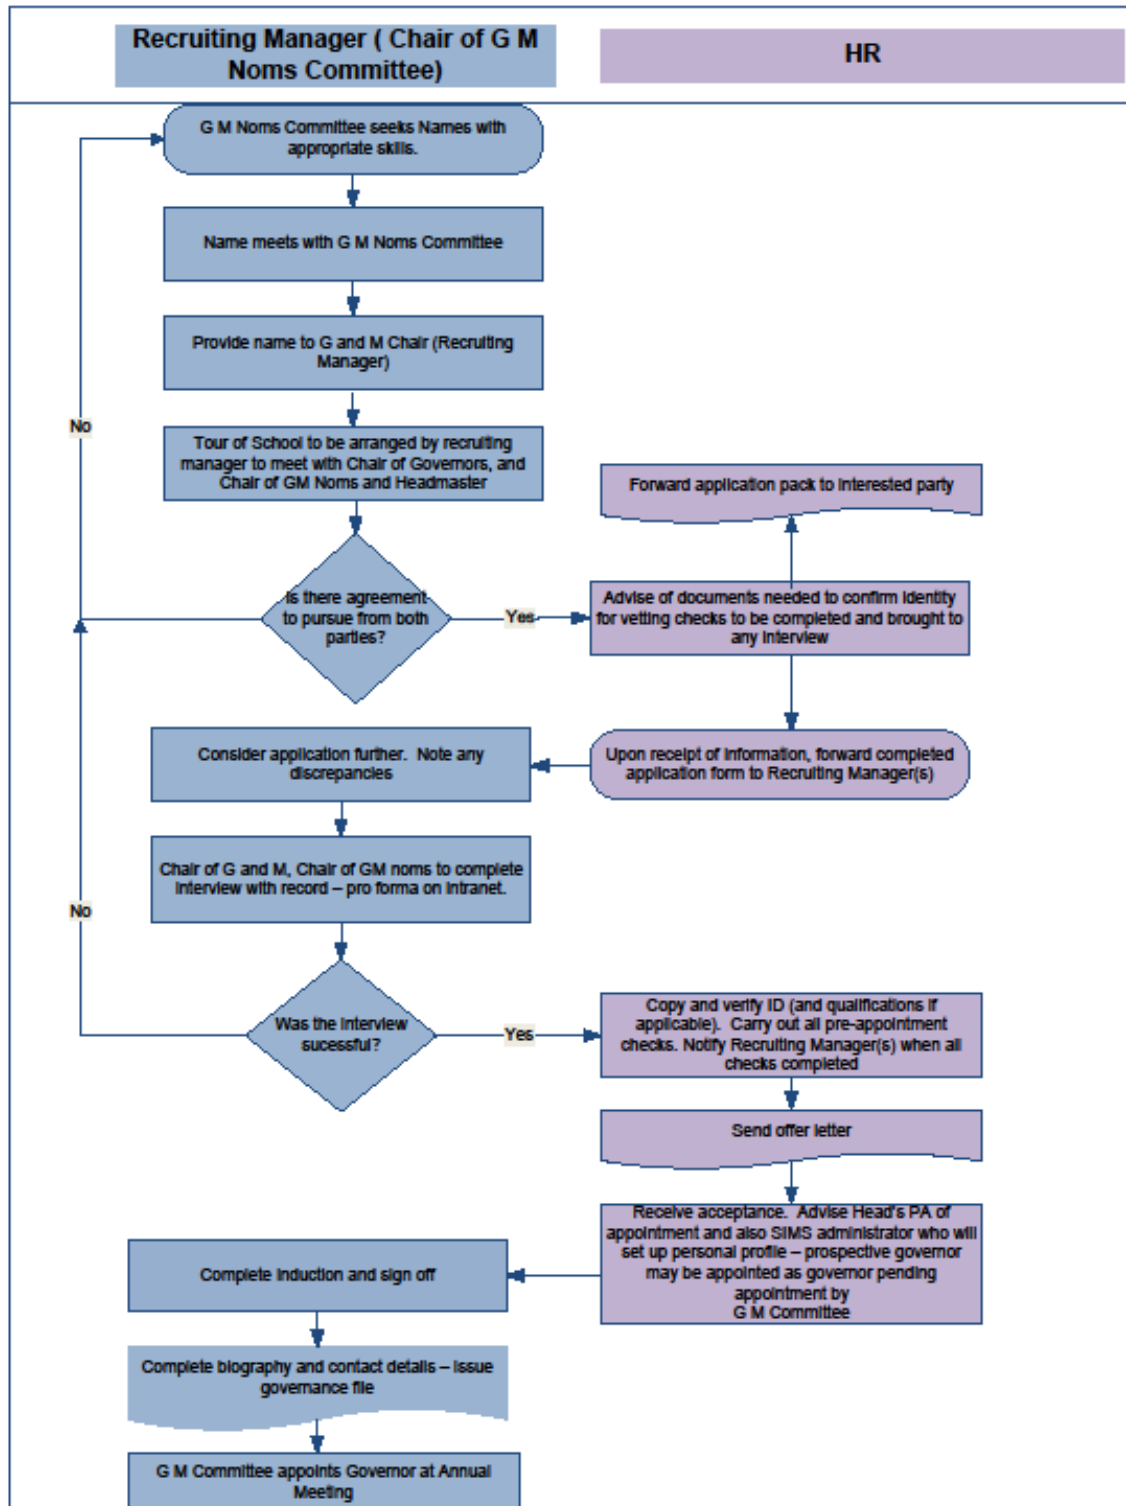 Recruiting Manager ( Chair of G M
Noms Committee)
HR
G M Noms Committee seeks Names with
appropriate skills.
Name meets with G M Noms Committee
Provide name to G and M Chair (Recruiting
Manager)
No
Tour of School to be arranged by recruiting
manager to meet with Chair of Governors, and
Chair of GM Noms and Headmaster
Forward application pack to interested party
Is there agreement
to pursue from both
parties?
Yes
Advise of documents needed to confirm identity
for vetting checks to be completed and brought to
any interview
Upon receipt of information, forward completed
application form to Recruiting Manager(s)
Consider application further. Note any
discrepancies
Chair of G and M, Chair of GM noms to complete
interview with record – pro forma on intranet.
No
Was the interview
sucessful?
Yes
Copy and verify ID (and qualifications if
applicable). Carry out all pre-appointment
checks. Notify Recruiting Manager(s) when all
checks completed
Send offer letter
Receive acceptance. Advise Head's PA of
appointment and also SIMS administrator who will
set up personal profile – prospective governor
may be appointed as governor pending
appointment by
G M Committee
Complete induction and sign off
Complete biography and contact details – issue
governance file
G M Committee appoints Governor at Annual
Meeting